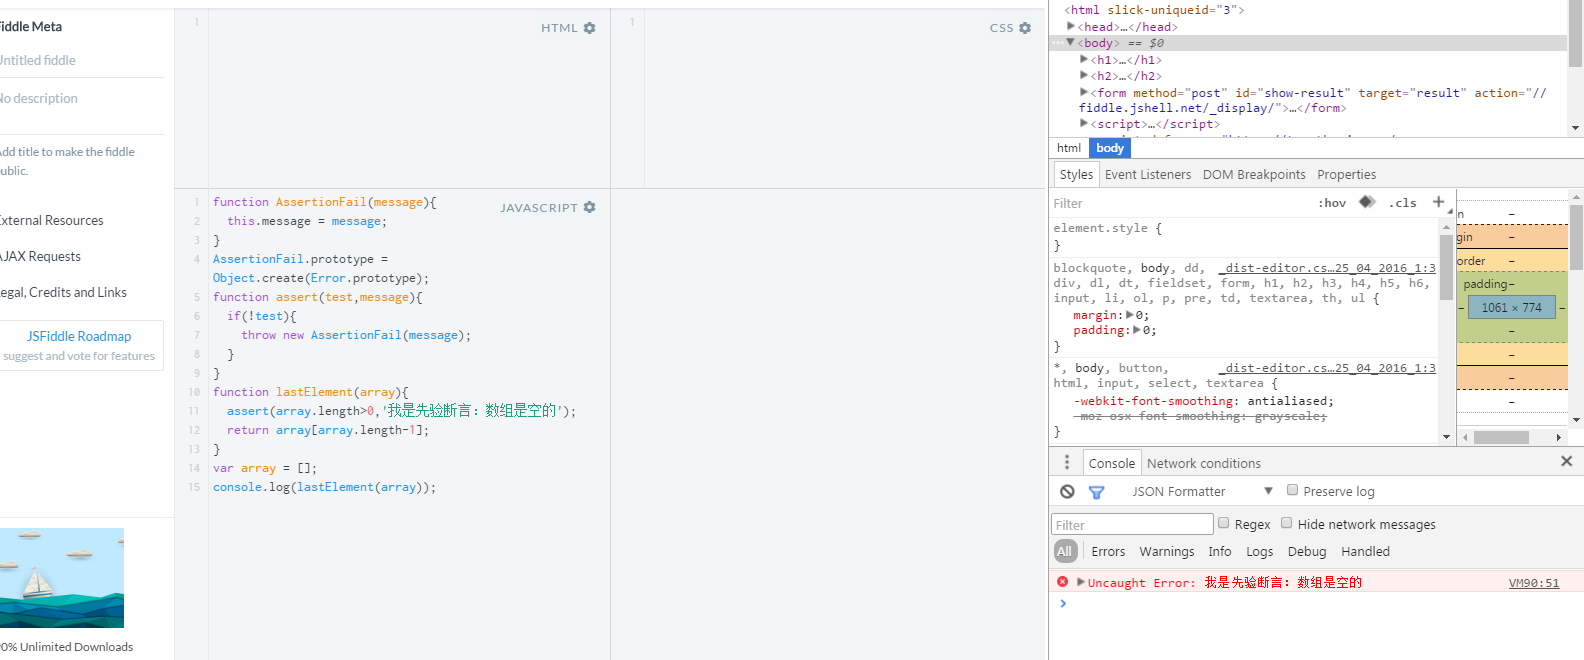 Fiddle Meta
Untitled fiddle
No description
Add title to make the fiddle
public.
External Resources
AJAX Requests
Legal, Credits and Links
JSFiddle Roadmap
suggest and vote for features
90% Unlimited Downloads
1
HTML
1
CSS
JAVASCRIPT
1 function AssertionFail(message){
2 this.message = message;
3 }
4 AssertionFail.prototype =
Object.create(Error.prototype);
5 function assert(test,message){
6 if(!test){
7 throw new AssertionFail(message);
8 }
9 }
10 function lastElement(array){
11 assert(array.length>0,'我是先验断言：数组是空的');
12 return array[array.length-1];
13 }
14 var array = [];
15 console.log(lastElement(array));
<html slick-uniqueid="3">
<head>…</head>
<body> == $0
<h1>…</h1>
<h2>…</h2>
<form method="post" id="show-result" target="result" action="//
fiddle.jshell.net/_display/">…</form>
<script>…</script>
html body
Styles Event Listeners DOM Breakpoints Properties
Filter :hov .cls +
element.style {
}
blockquote, body, dd, _dist-editor.cs…25_04_2016_1:3
div, dl, dt, fieldset, form, h1, h2, h3, h4, h5, h6,
input, li, ol, p, pre, td, textarea, th, ul {
margin: 0;
padding: 0;
}
*, body, button, _dist-editor.cs…25_04_2016_1:3
html, input, select, textarea {
-webkit-font-smoothing: antialiased;
-moz-osx-font-smoothing: grayscale;
}
n –
gin –
order –
padding –
– 1061 × 774 –
–
–
–
–
Console Network conditions
JSON Formatter Preserve log
Filter Regex Hide network messages
All Errors Warnings Info Logs Debug Handled
Uncaught Error: 我是先验断言：数组是空的 VM90:51